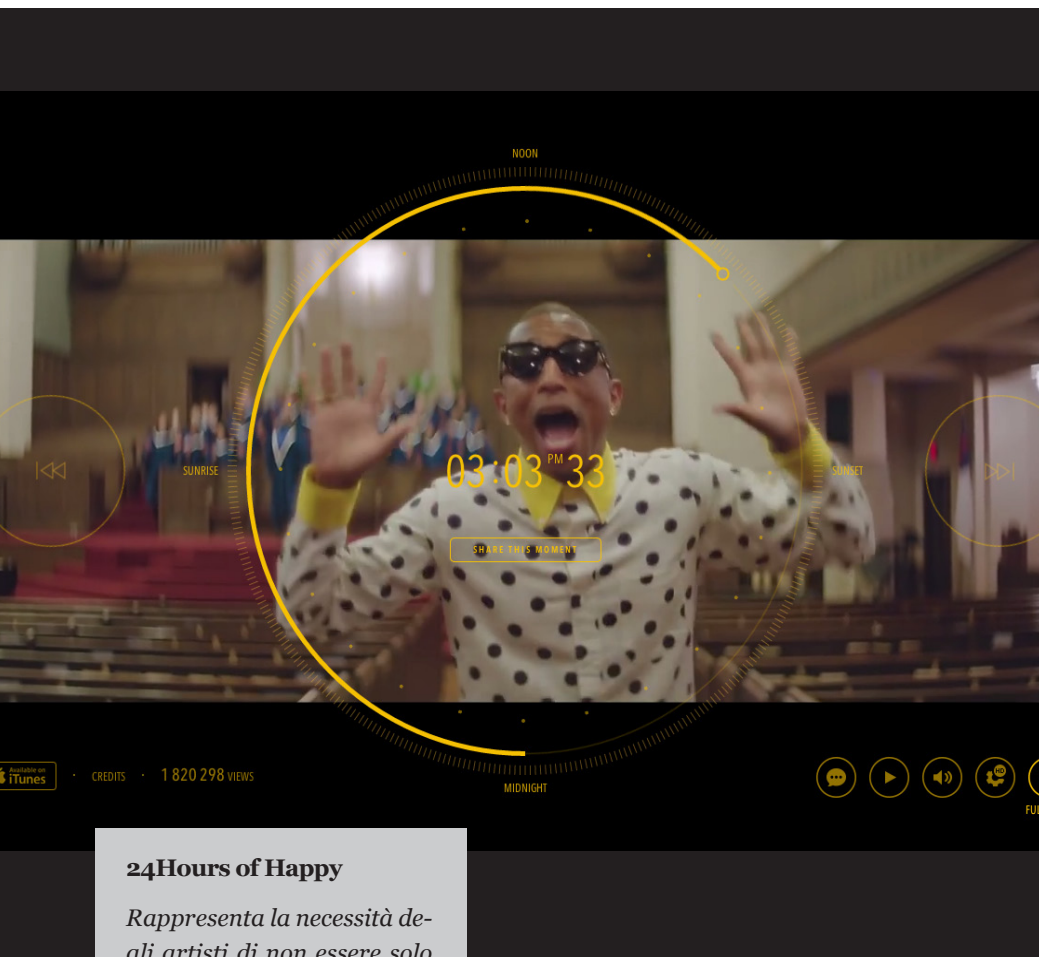 NOON
SUNRISE
03:03 PM 33
SUNSET
SHARE THIS MOMENT
Available on
iTunes
· CREDITS · 1 820 298 VIEWS
HD
MIDNIGHT
24Hours of Happy
Rappresenta la necessità de-
gli artisti di non essere solo